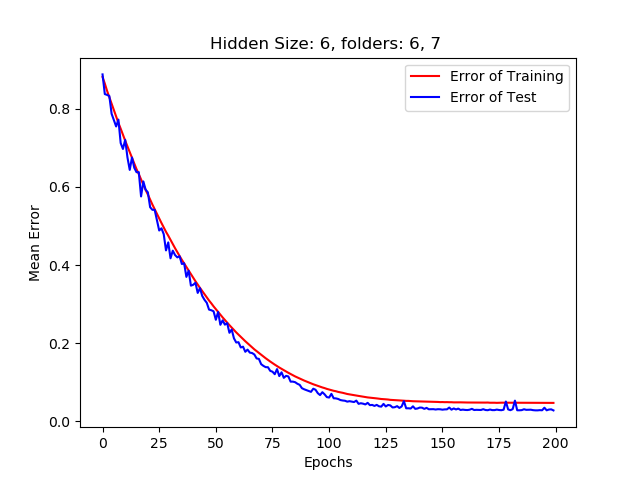 Hidden Size: 6, folders: 6, 7
Error of Training
Error of Test
Mean Error
0.8
0.6
0.4
0.2
0.0
0 25 50 75 100 125 150 175 200
Epochs